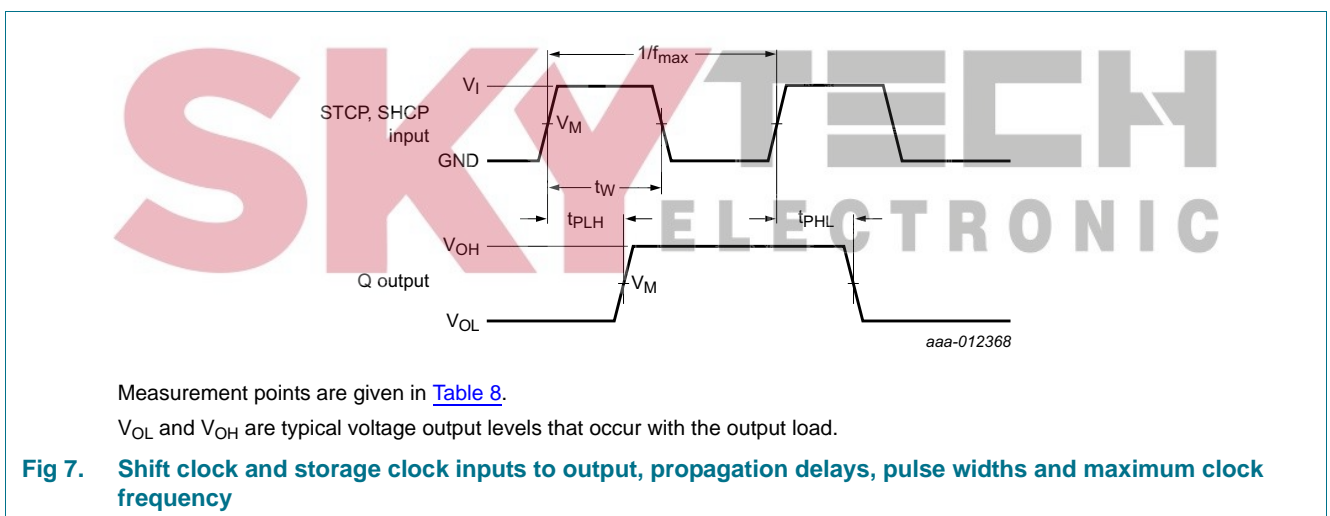 SKYTECH
ELECTRONIC
1/fmax
VI
STCP, SHCP
input
VM
GND
tW
tPLH
tPHL
VOH
Q output
VM
VOL
aaa-012368
Measurement points are given in Table 8.
VOL and VOH are typical voltage output levels that occur with the output load.
Fig 7. Shift clock and storage clock inputs to output, propagation delays, pulse widths and maximum clock
frequency